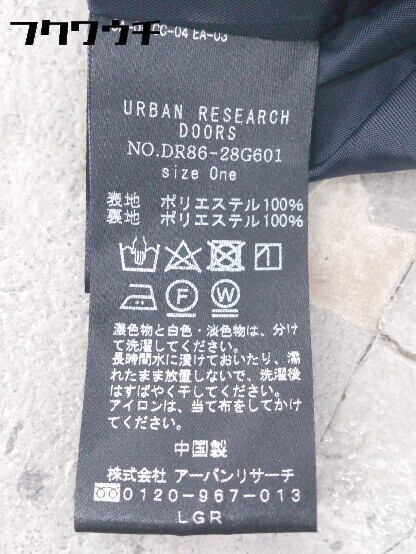 フクワウチ
CC-04 EA-03
URBAN RESEARCH
DOORS
NO.DR86-28G601
size One
表地 ポリエステル100%
裏地 ポリエステル100%
F W
濃色物と白色・淡色物は、分け
て洗濯してください。
長時間水に漬けておいたり、濡
れたまま放置しないで、洗濯後
はすばやく干してください。
アイロンは、当て布をしてかけ
てください。
中国製
株式会社 アーバンリサーチ
0120-967-013
LGR